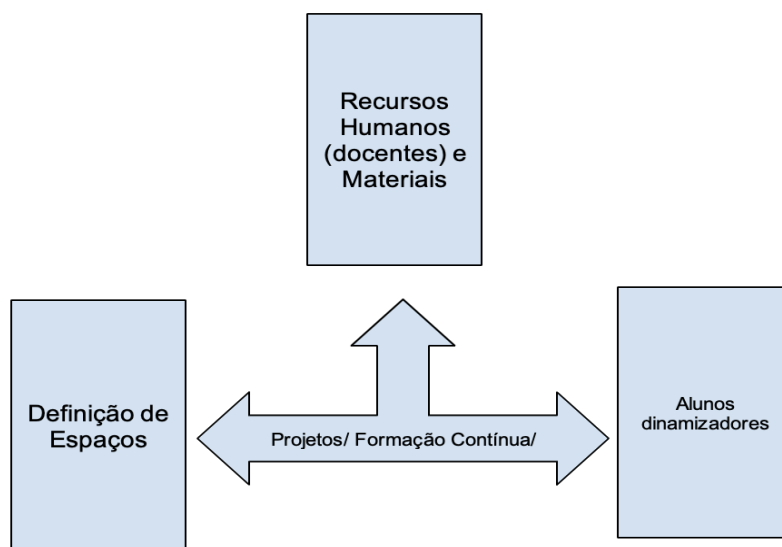 Recursos
Humanos
(docentes) e
Materiais
Definição de
Espaços
Projetos/ Formação Contínua/
Alunos
dinamizadores